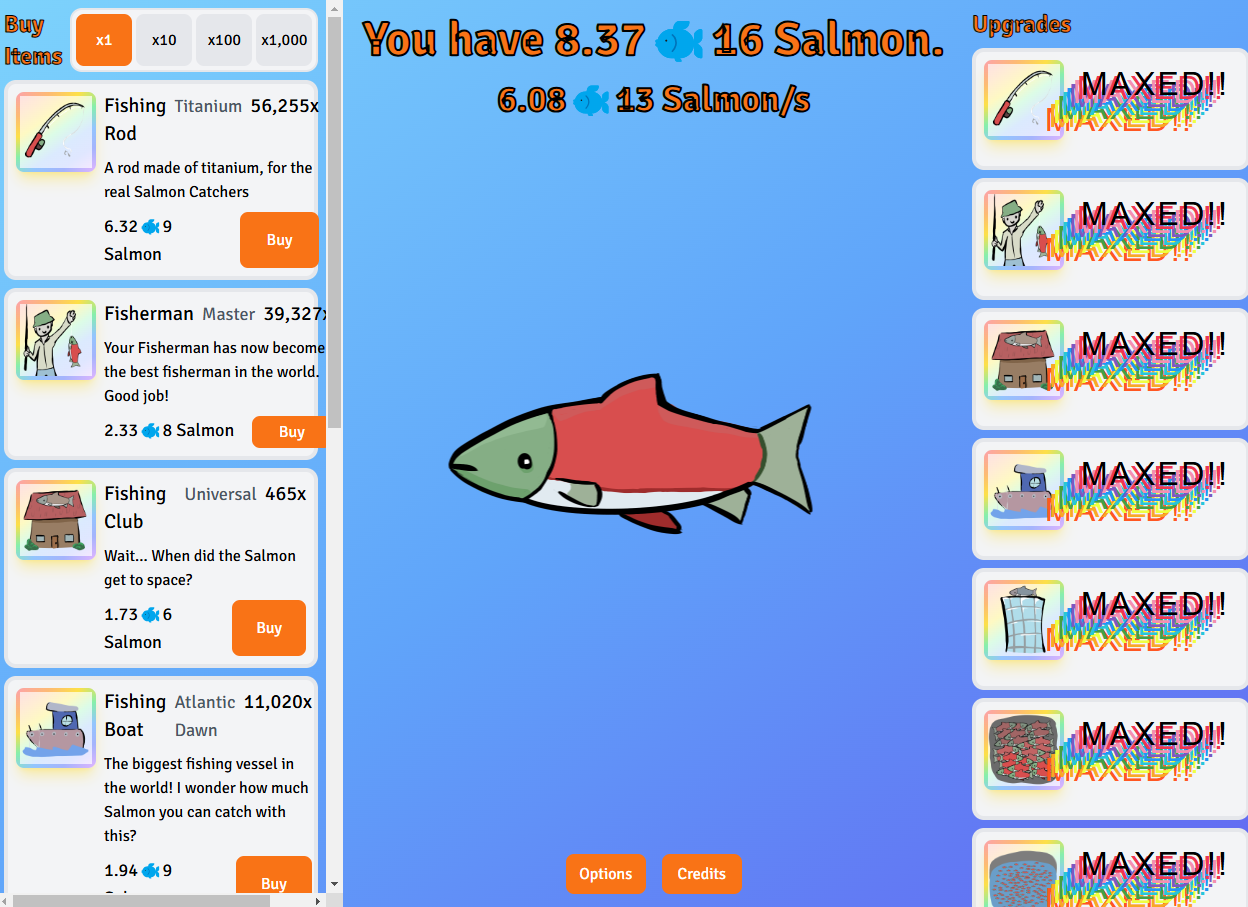 Buy
Items
x1
x10
x100
x1,000
Fishing Titanium 56,255x
Rod
A rod made of titanium, for the
real Salmon Catchers
6.32 9
Salmon
Buy
Fisherman Master 39,327x
Your Fisherman has now become
the best fisherman in the world.
Good job!
2.33 8 Salmon
Buy
Fishing Universal 465x
Club
Wait... When did the Salmon
get to space?
1.73 6
Salmon
Buy
Fishing Atlantic 11,020x
Boat Dawn
The biggest fishing vessel in
the world! I wonder how much
Salmon you can catch with
this?
1.94 9
Buy
You have 8.37 16 Salmon.
6.08 13 Salmon/s
Options
Credits
Upgrades
MAXED!!
MAXED!!
MAXED!!
MAXED!!
MAXED!!
MAXED!!
MAXED!!